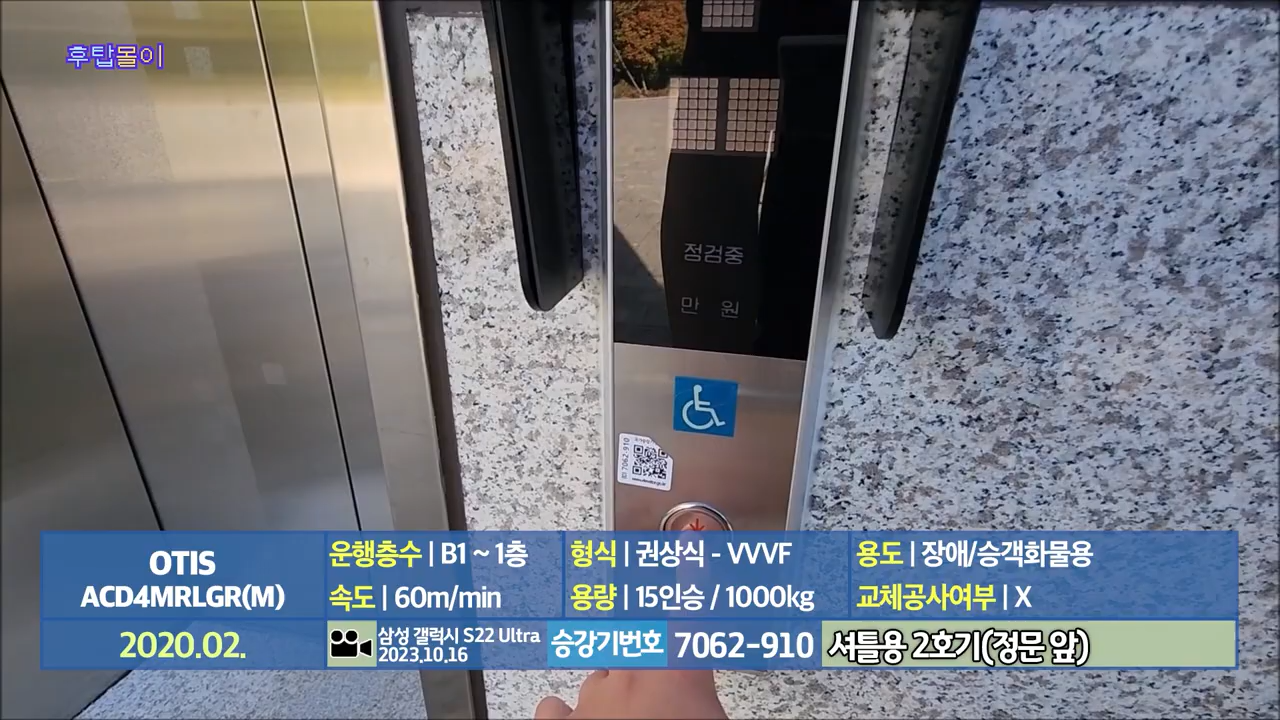 후탑몰이
정검중
만 원
7062-910
OTIS
ACD4MRLGR(M)
운행층수 | B1 ~ 1층
형식 | 권상식 - VVVF
용도 | 장애/승객화물용
속도 | 60m/min
용량 | 15인승 / 1000kg
교체공사여부 | X
2020.02.
삼성 갤럭시 S22 Ultra
2023.10.16
승강기번호 7062-910
셔틀용 2호기(정문 앞)